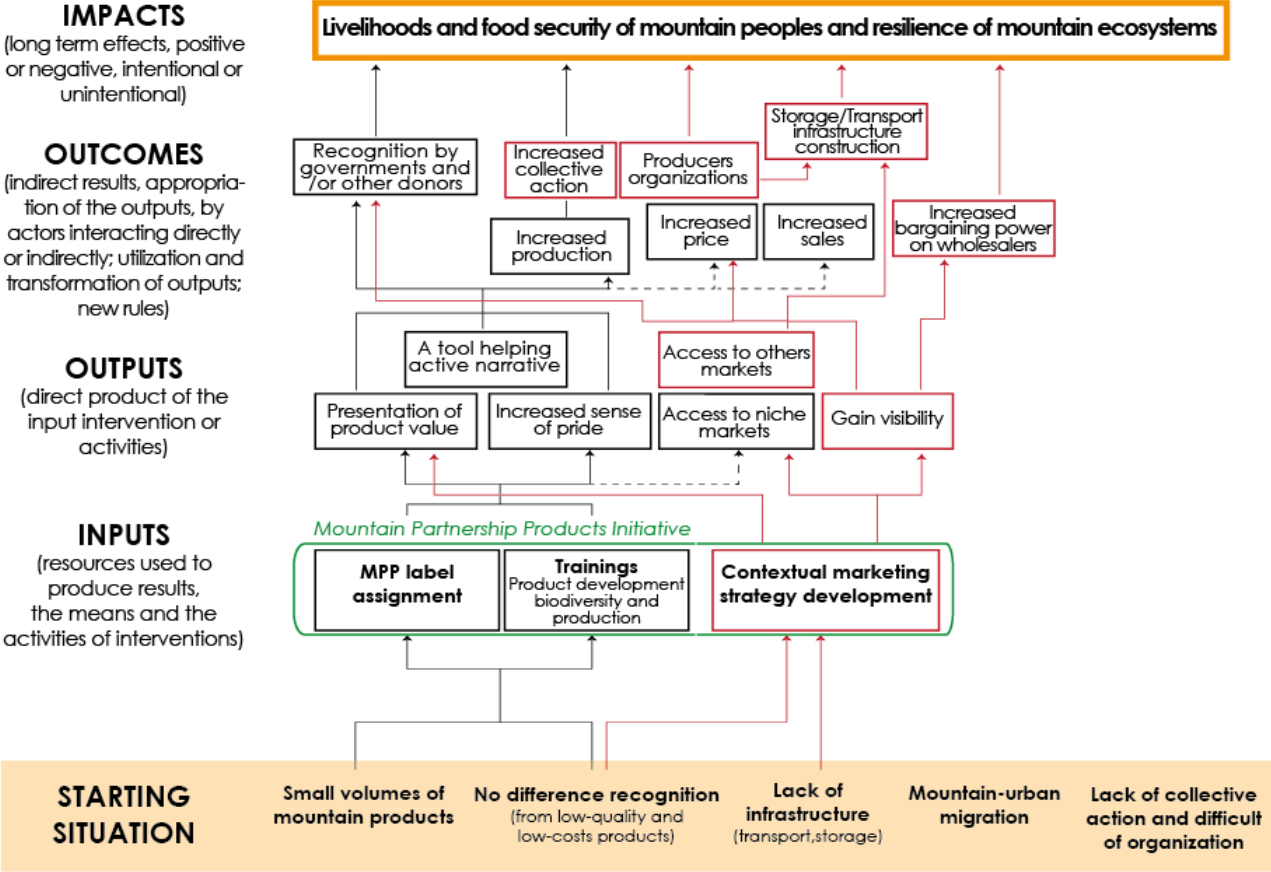 IMPACTS
(long term effects, positive
or negative, intentional or
unintentional)
Livelihoods and food security of mountain peoples and resilience of mountain ecosystems
OUTCOMES
(indirect results, appropria-
tion of the outputs, by
actors interacting directly
or indirectly; utilization and
transformation of outputs;
new rules)
Recognition by
governments and
/or other donors
Increased
collective
action
Producers
organizations
Storage/Transport
infrastructure
construction
Increased
production
Increased
price
Increased
sales
Increased
bargaining power
on wholesalers
OUTPUTS
(direct product of the
input intervention or
activities)
A tool helping
active narrative
Access to others
markets
Presentation of
product value
Increased sense
of pride
Access to niche
markets
Gain visibility
INPUTS
(resources used to
produce results,
the means and the
activities of interventions)
Mountain Partnership Products Initiative
MPP label
assignment
Trainings
Product development
biodiversity and
production
Contextual marketing
strategy development
STARTING
SITUATION
Small volumes of
mountain products
No difference recognition
(from low-quality and
low-costs products)
Lack of
infrastructure
(transport,storage)
Mountain-urban
migration
Lack of collective
action and difficult
of organization